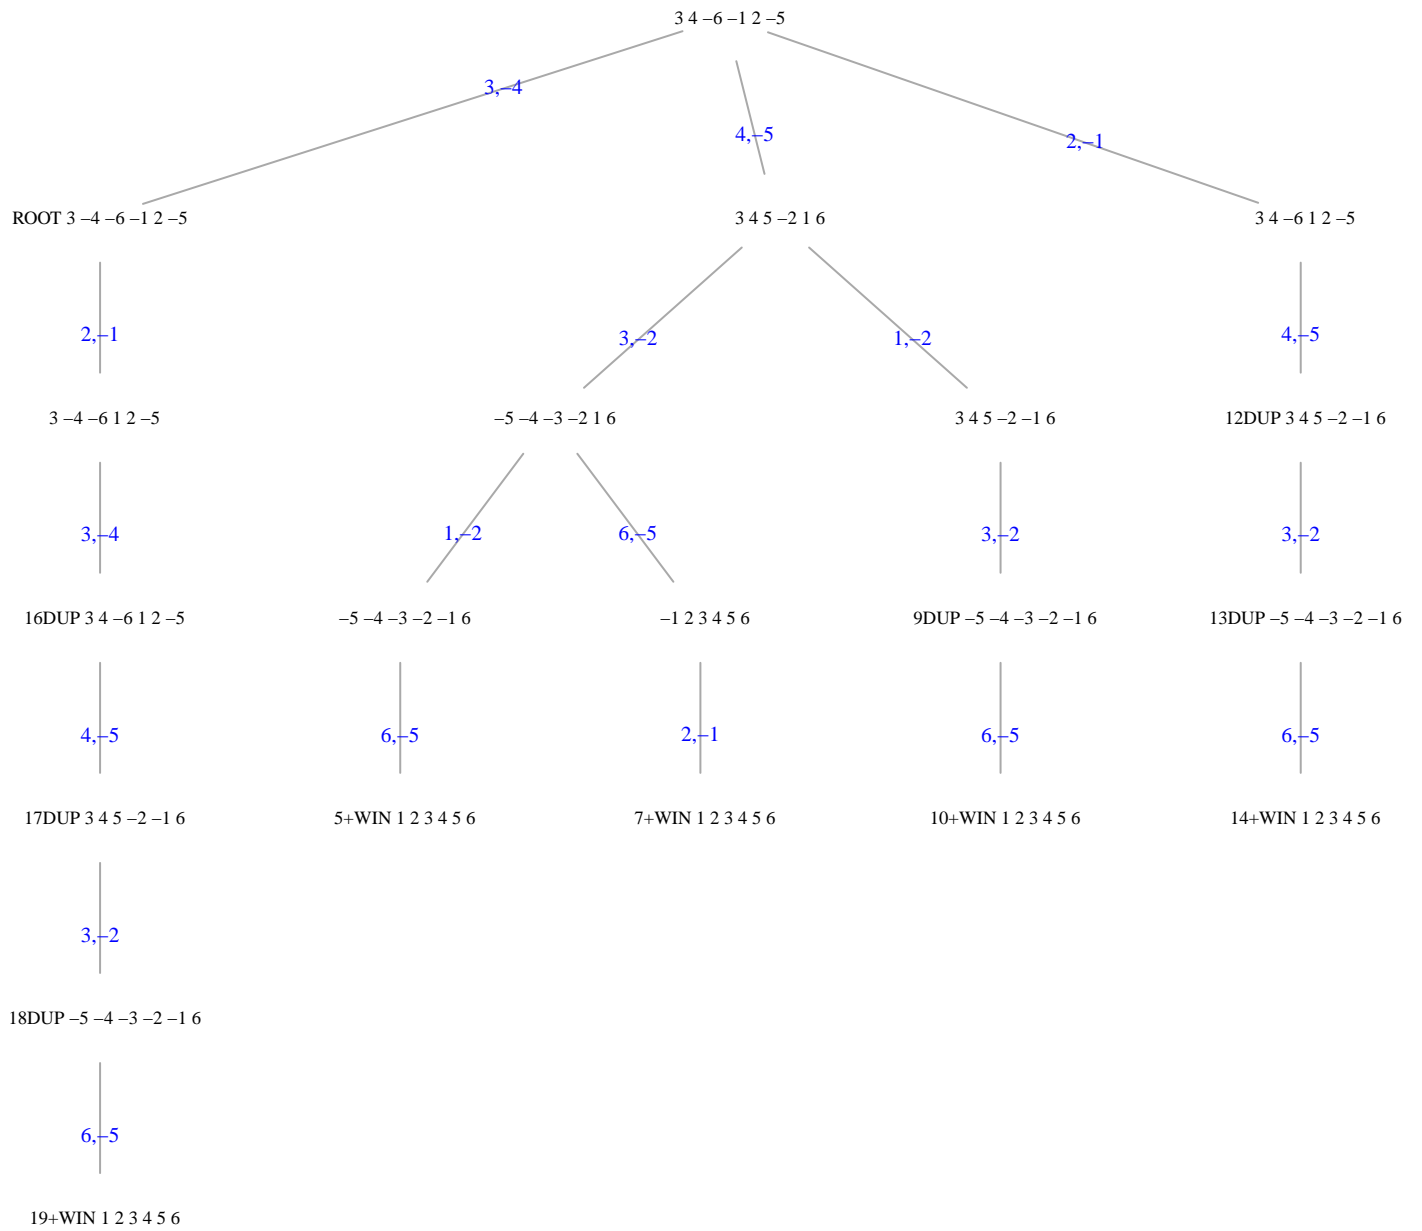 3 4 –6 –1 2 –5
3,–4
4,–5
2,–1
ROOT 3 –4 –6 –1 2 –5
3 4 5 –2 1 6
3 4 –6 1 2 –5
2,–1
3,–2
1,–2
4,–5
3 –4 –6 1 2 –5
–5 –4 –3 –2 1 6
3 4 5 –2 –1 6
12DUP 3 4 5 –2 –1 6
3,–4
1,–2
6,–5
3,–2
3,–2
16DUP 3 4 –6 1 2 –5
–5 –4 –3 –2 –1 6
–1 2 3 4 5 6
9DUP –5 –4 –3 –2 –1 6
13DUP –5 –4 –3 –2 –1 6
4,–5
6,–5
2,–1
6,–5
6,–5
17DUP 3 4 5 –2 –1 6
5+WIN 1 2 3 4 5 6
7+WIN 1 2 3 4 5 6
10+WIN 1 2 3 4 5 6
14+WIN 1 2 3 4 5 6
3,–2
18DUP –5 –4 –3 –2 –1 6
6,–5
19+WIN 1 2 3 4 5 6